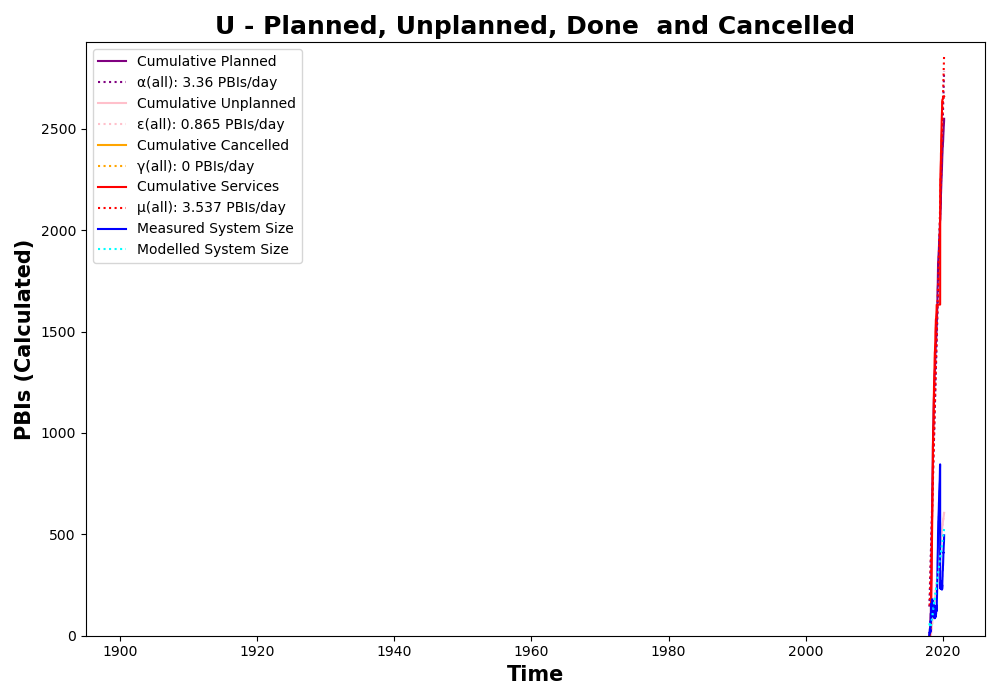 U - Planned, Unplanned, Done  and Cancelled
Cumulative Planned
α(all): 3.36 PBIs/day
Cumulative Unplanned
ε(all): 0.865 PBIs/day
Cumulative Cancelled
γ(all): 0 PBIs/day
Cumulative Services
μ(all): 3.537 PBIs/day
Measured System Size
Modelled System Size
PBIs (Calculated)
2500
2000
1500
1000
500
0
1900 1920 1940 1960 1980 2000 2020
Time